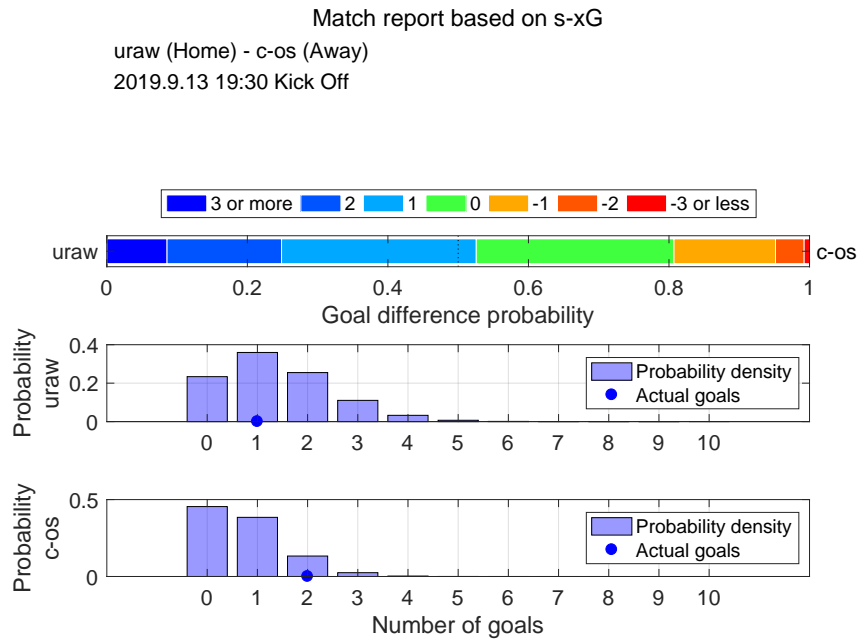 Match report based on s-xG
uraw (Home) - c-os (Away)
2019.9.13 19:30 Kick Off
3 or more 2 1 0 -1 -2 -3 or less
uraw c-os
0 0.2 0.4 0.6 0.8 1
Goal difference probability
Probability
uraw
0.4
0.2
0
Probability density
Actual goals
0 1 2 3 4 5 6 7 8 9 10
Probability
c-os
0.5
0
Probability density
Actual goals
0 1 2 3 4 5 6 7 8 9 10
Number of goals